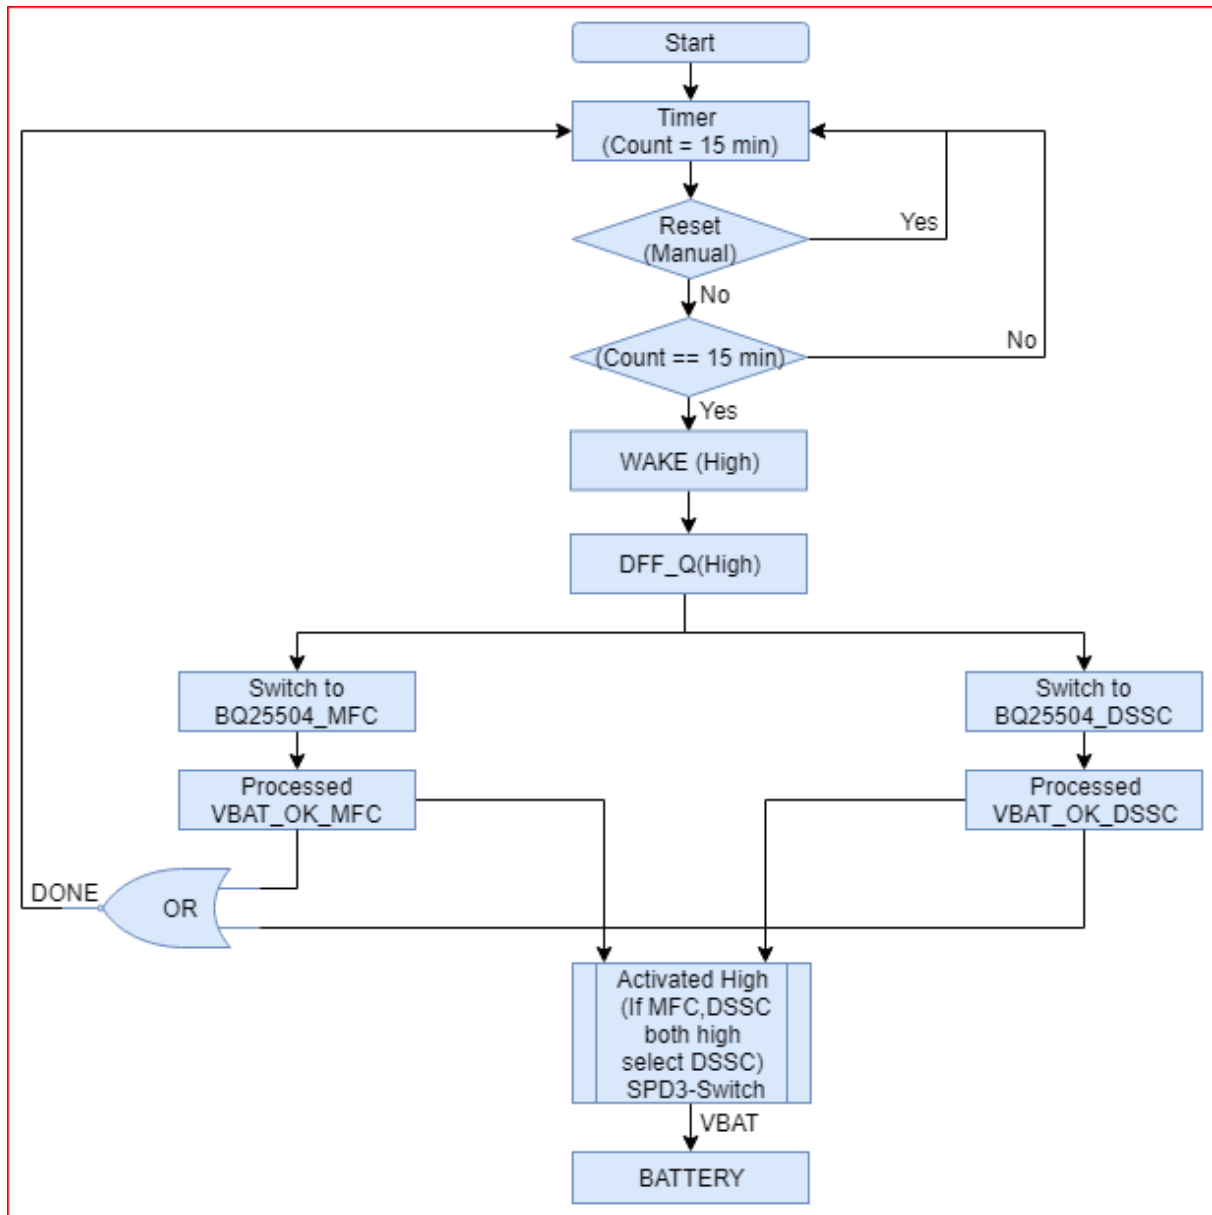 Start
Timer
(Count = 15 min)
Reset
(Manual)
Yes
No
(Count == 15 min)
No
Yes
WAKE (High)
DFF_Q(High)
Switch to
BQ25504_MFC
Switch to
BQ25504_DSSC
Processed
VBAT_OK_MFC
Processed
VBAT_OK_DSSC
DONE
OR
Activated High
(If MFC,DSSC
both high
select DSSC)
SPD3-Switch
VBAT
BATTERY